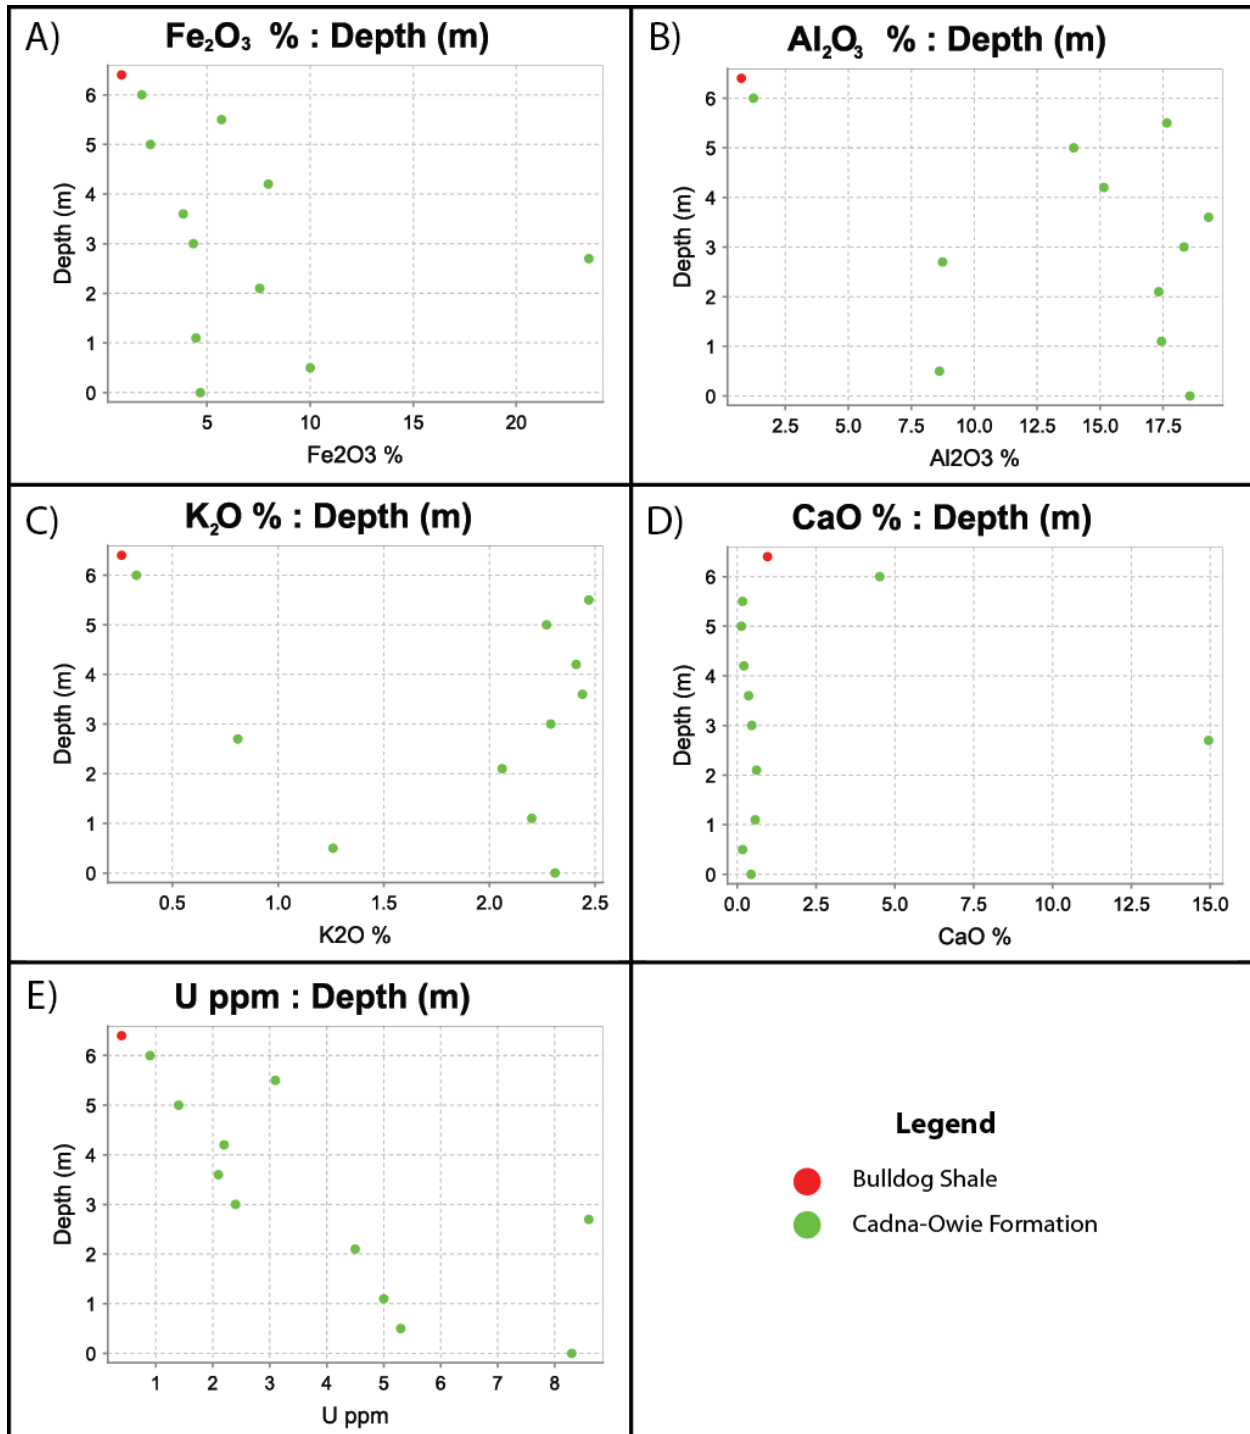 A)
Fe₂O₃ % : Depth (m)
Depth (m)
6
5
4
3
2
1
0
5 10 15 20
Fe2O3 %
B)
Al₂O₃ % : Depth (m)
Depth (m)
6
5
4
3
2
1
0
2.5 5.0 7.5 10.0 12.5 15.0 17.5
Al2O3 %
C)
K₂O % : Depth (m)
Depth (m)
6
5
4
3
2
1
0
0.5 1.0 1.5 2.0 2.5
K2O %
D)
CaO % : Depth (m)
Depth (m)
6
5
4
3
2
1
0
0.0 2.5 5.0 7.5 10.0 12.5 15.0
CaO %
E)
U ppm : Depth (m)
Depth (m)
6
5
4
3
2
1
0
1 2 3 4 5 6 7 8
U ppm
Legend
Bulldog Shale
Cadna-Owie Formation